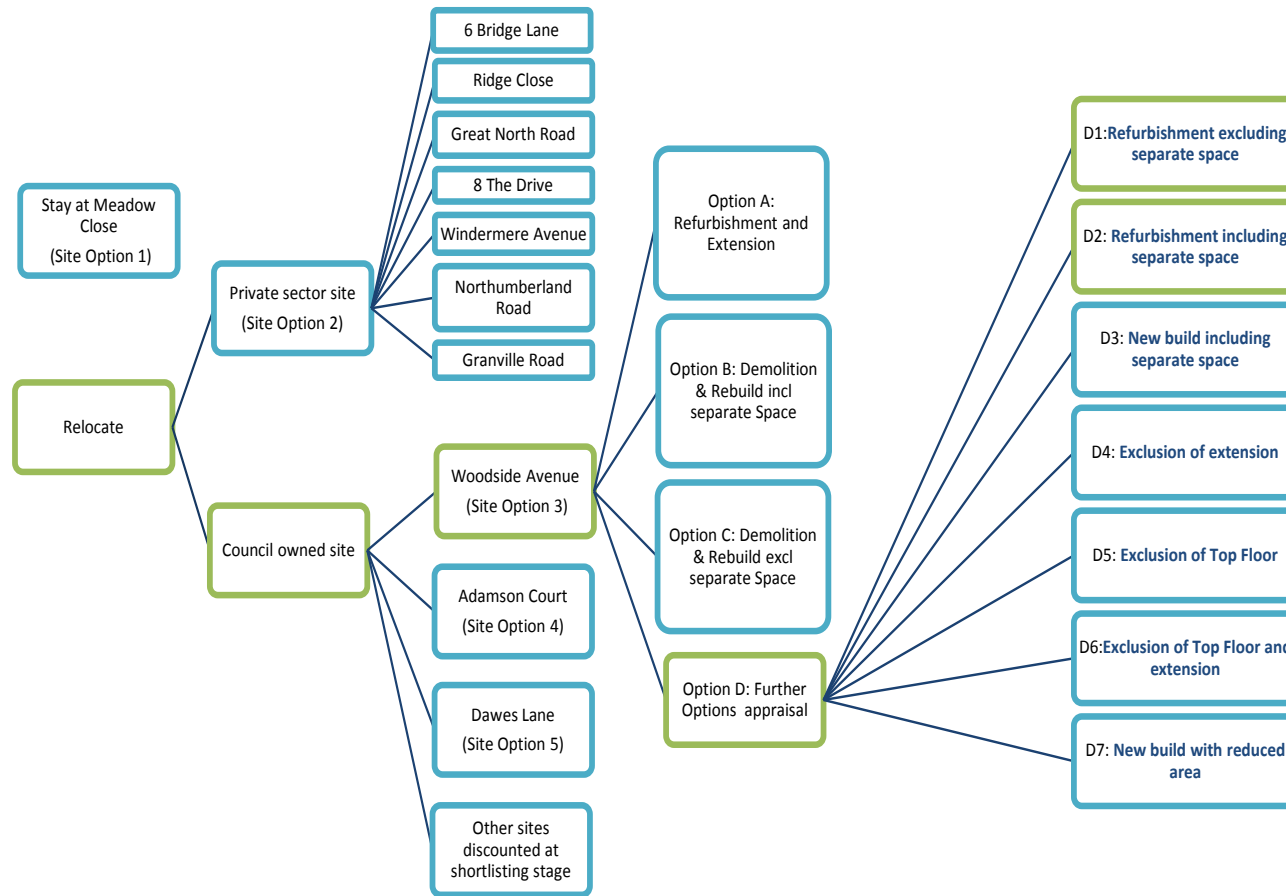 Stay at Meadow
Close
(Site Option 1)
Relocate
Private sector site
(Site Option 2)
Council owned site
6 Bridge Lane
Ridge Close
Great North Road
8 The Drive
Windermere Avenue
Northumberland
Road
Granville Road
Woodside Avenue
(Site Option 3)
Adamson Court
(Site Option 4)
Dawes Lane
(Site Option 5)
Other sites
discounted at
shortlisting stage
Option A:
Refurbishment and
Extension
Option B: Demolition
& Rebuild incl
separate Space
Option C: Demolition
& Rebuild excl
separate Space
Option D: Further
Options appraisal
D1:Refurbishment excluding
separate space
D2: Refurbishment including
separate space
D3: New build including
separate space
D4: Exclusion of extension
D5: Exclusion of Top Floor
D6:Exclusion of Top Floor and
extension
D7: New build with reduced
area